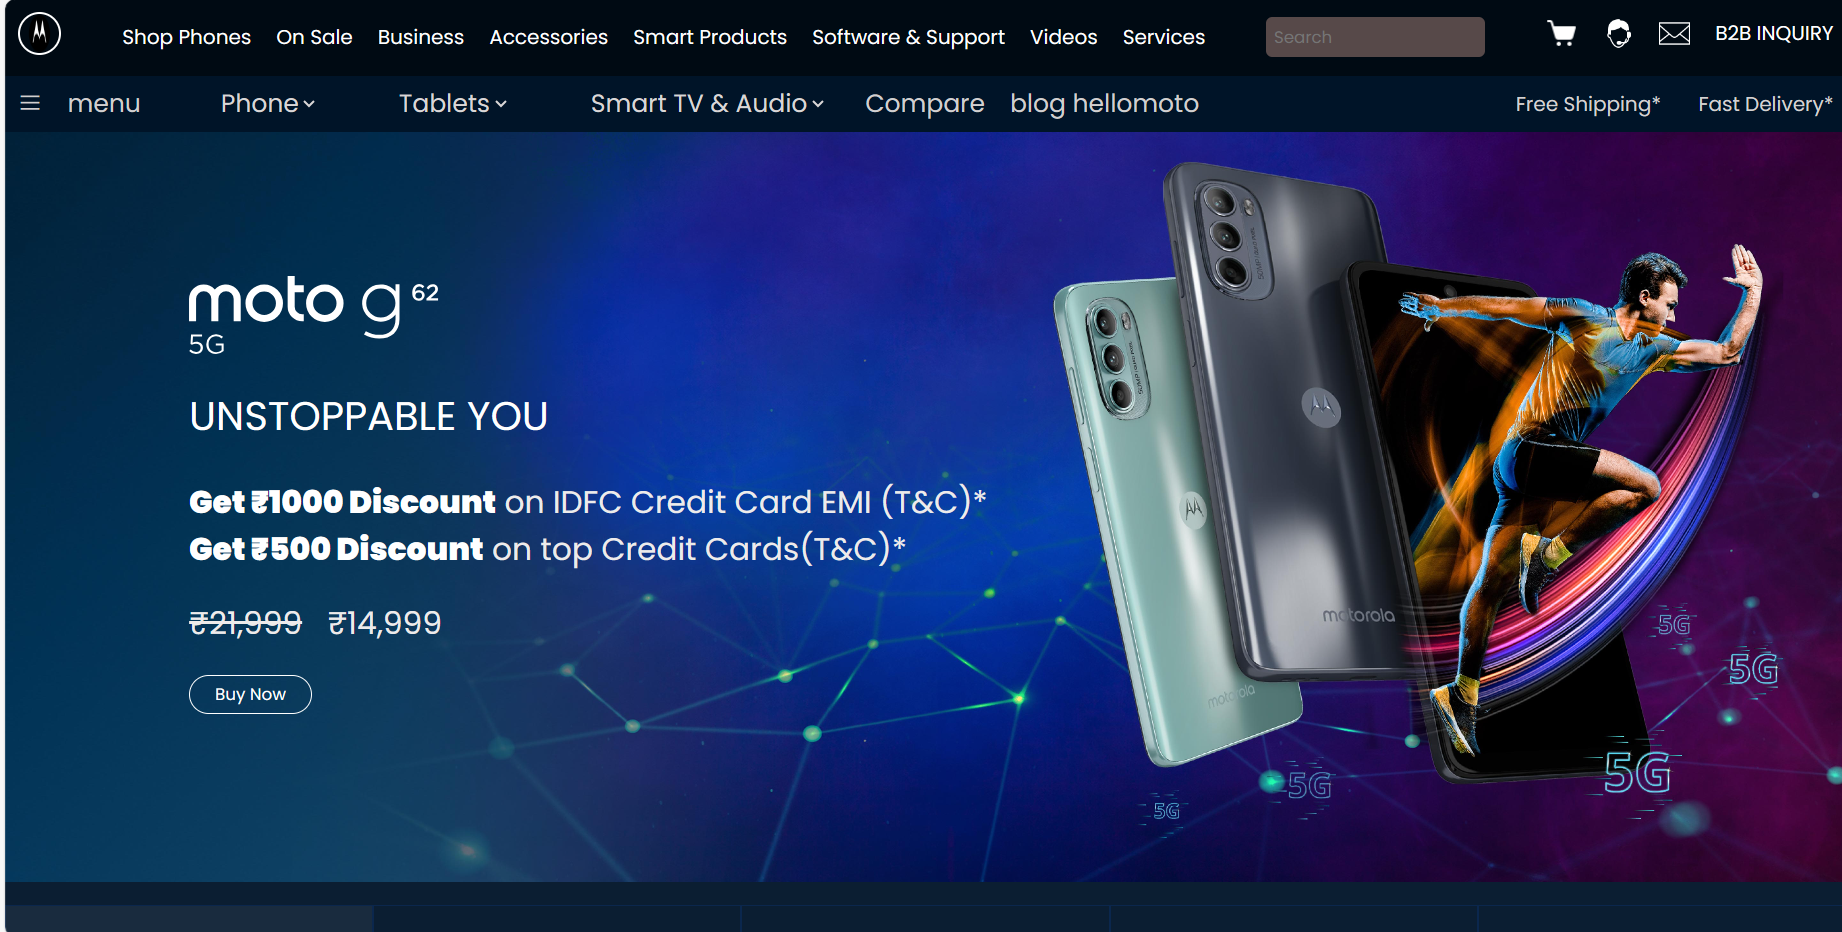 Shop Phones On Sale Business Accessories Smart Products Software & Support Videos Services Search B2B INQUIRY
menu Phone Tablets Smart TV & Audio Compare blog hellomoto Free Shipping* Fast Delivery*
moto g 62
5G
UNSTOPPABLE YOU
Get ₹1000 Discount on IDFC Credit Card EMI (T&C)*
Get ₹500 Discount on top Credit Cards(T&C)*
₹21,999 ₹14,999
Buy Now
motorola
motorola
5G
5G
5G
5G
5G